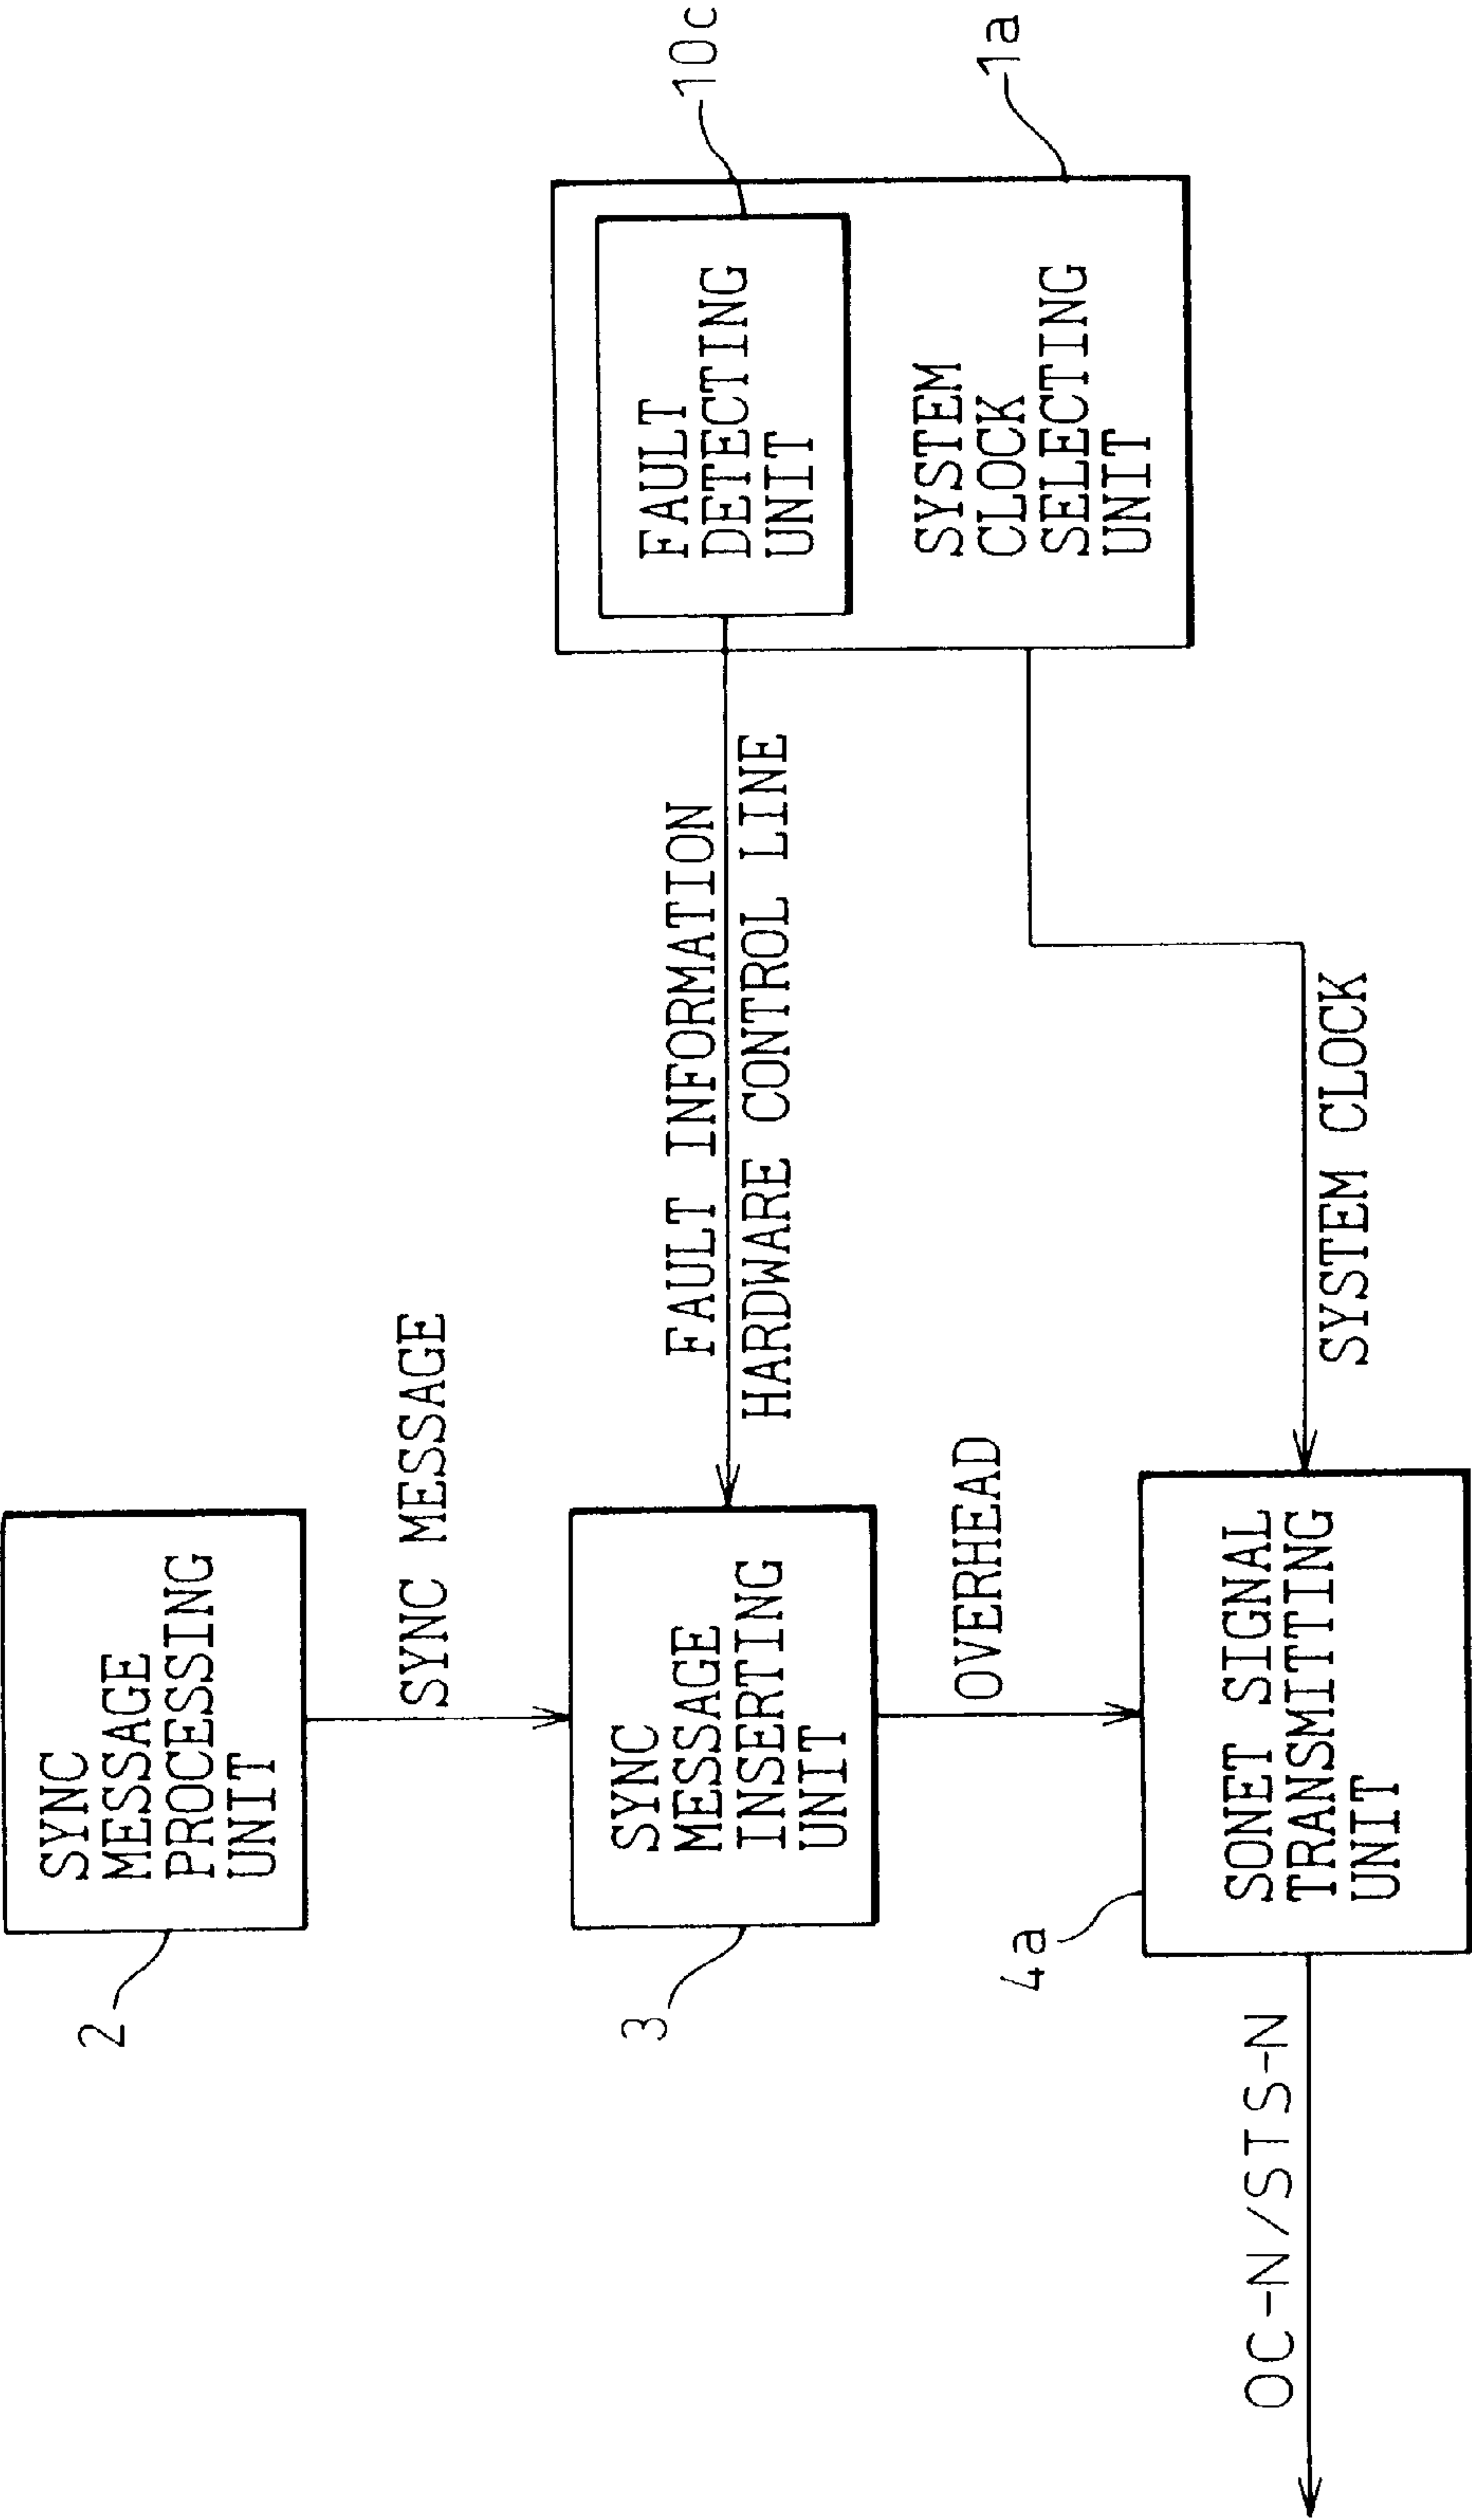 2
SYNC
MESSAGE
PROCESSING
UNIT
SYNC MESSAGE
3
SYNC
MESSAGE
INSERTING
UNIT
FAULT INFORMATION
HARDWARE CONTROL LINE
FAULT
DETECTING
UNIT
10c
SYSTEM
CLOCK
SELECTING
UNIT
1a
OVERHEAD
4a
SONET SIGNAL
TRANSMITTING
UNIT
SYSTEM CLOCK
OC-N/STS-N